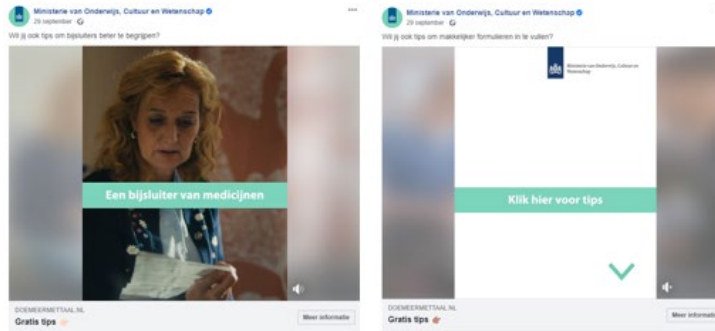 Ministerie van Onderwijs, Cultuur en Wetenschap
29 september
Wil jij ook tips om bijsluiters beter te begrijpen?
Een bijsluiter van medicijnen
DOEMEERMETTAAL.NL
Gratis tips
Meer informatie
Ministerie van Onderwijs, Cultuur en Wetenschap
29 september
Wil jij ook tips om makkelijker formulieren in te vullen?
Ministerie van Onderwijs, Cultuur en
Wetenschap
Klik hier voor tips
DOEMEERMETTAAL.NL
Gratis tips
Meer informatie